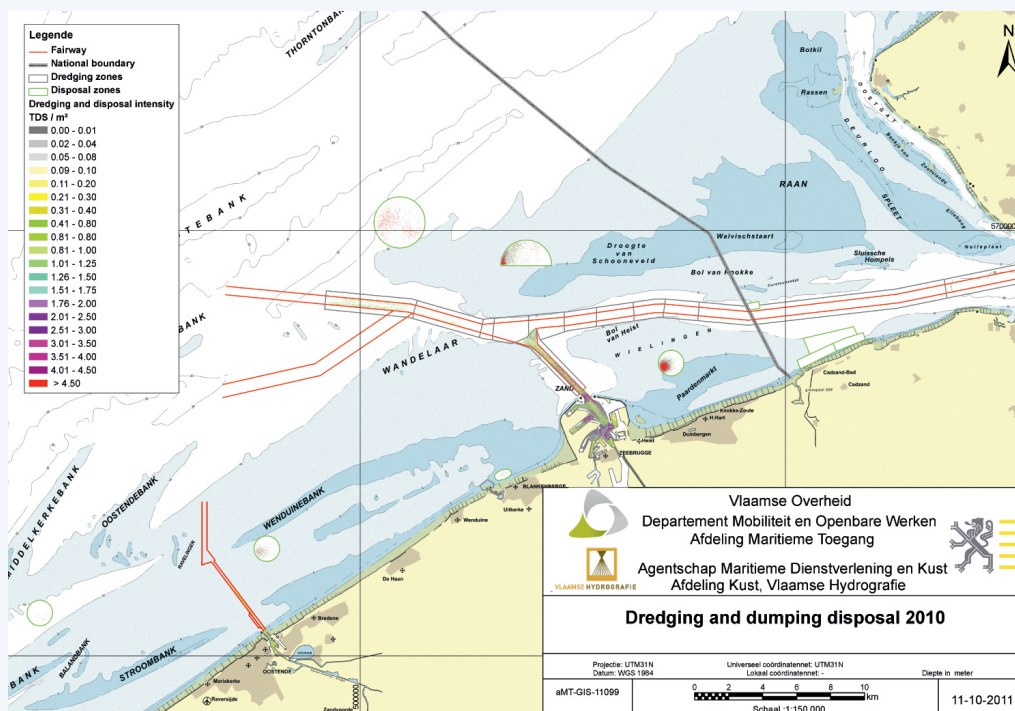 Legende
Fairway
National boundary
Dredging zones
Disposal zones
Dredging and disposal intensity
TDS / m²
0.00 - 0.01
0.02 - 0.04
0.05 - 0.08
0.09 - 0.10
0.11 - 0.20
0.21 - 0.30
0.31 - 0.40
0.41 - 0.80
0.81 - 0.80
0.81 - 1.00
1.01 - 1.25
1.26 - 1.50
1.51 - 1.75
1.76 - 2.00
2.01 - 2.50
2.51 - 3.00
3.01 - 3.50
3.51 - 4.00
4.01 - 4.50
> 4.50
THORNTONBANK
TEBANK
BANK
N
Botkil
Rassen
OOSTGAT
DEURLOO
SPLEET
RAAN
Elleboog
Nolleplaat
570000
Walvischstaart
Droogte
van
Schooneveld
Sluissche
Hompels
Bol van Knokke
Bol
van Heist
WIELINGEN
WANDELAAR
Paardenmarkt
ZAND
Cadzand-Bad
Cadzand
Knokke-Zoute
H.Hart
Duinbergen
Heist
ZEEBRUGGE
BLANKENBERGE
Uitkerke
Wenduine
MIDDELKERKEBANK
OOSTENDEBANK
WENDUINEBANK
RAVELINGEN
De Haan
Bredene
BALANDBANK
BANK
STROOMBANK
OOSTENDE
Mariakerke
Raversijde
Zandvoorde
500000
Vlaamse Overheid
Departement Mobiliteit en Openbare Werken
Afdeling Maritieme Toegang
VLAAMSE HYDROGRAFIE
Agentschap Maritieme Dienstverlening en Kust
Afdeling Kust, Vlaamse Hydrografie
Dredging and dumping disposal 2010
Projectie: UTM31N
Datum: WGS 1984
Universeel coördinatennet: UTM31N
Lokaal coördinatennet: -
Diepte in meter
aMT-GIS-11099
0 2 4 6 8 10
km
Schaal :1:150.000
11-10-2011